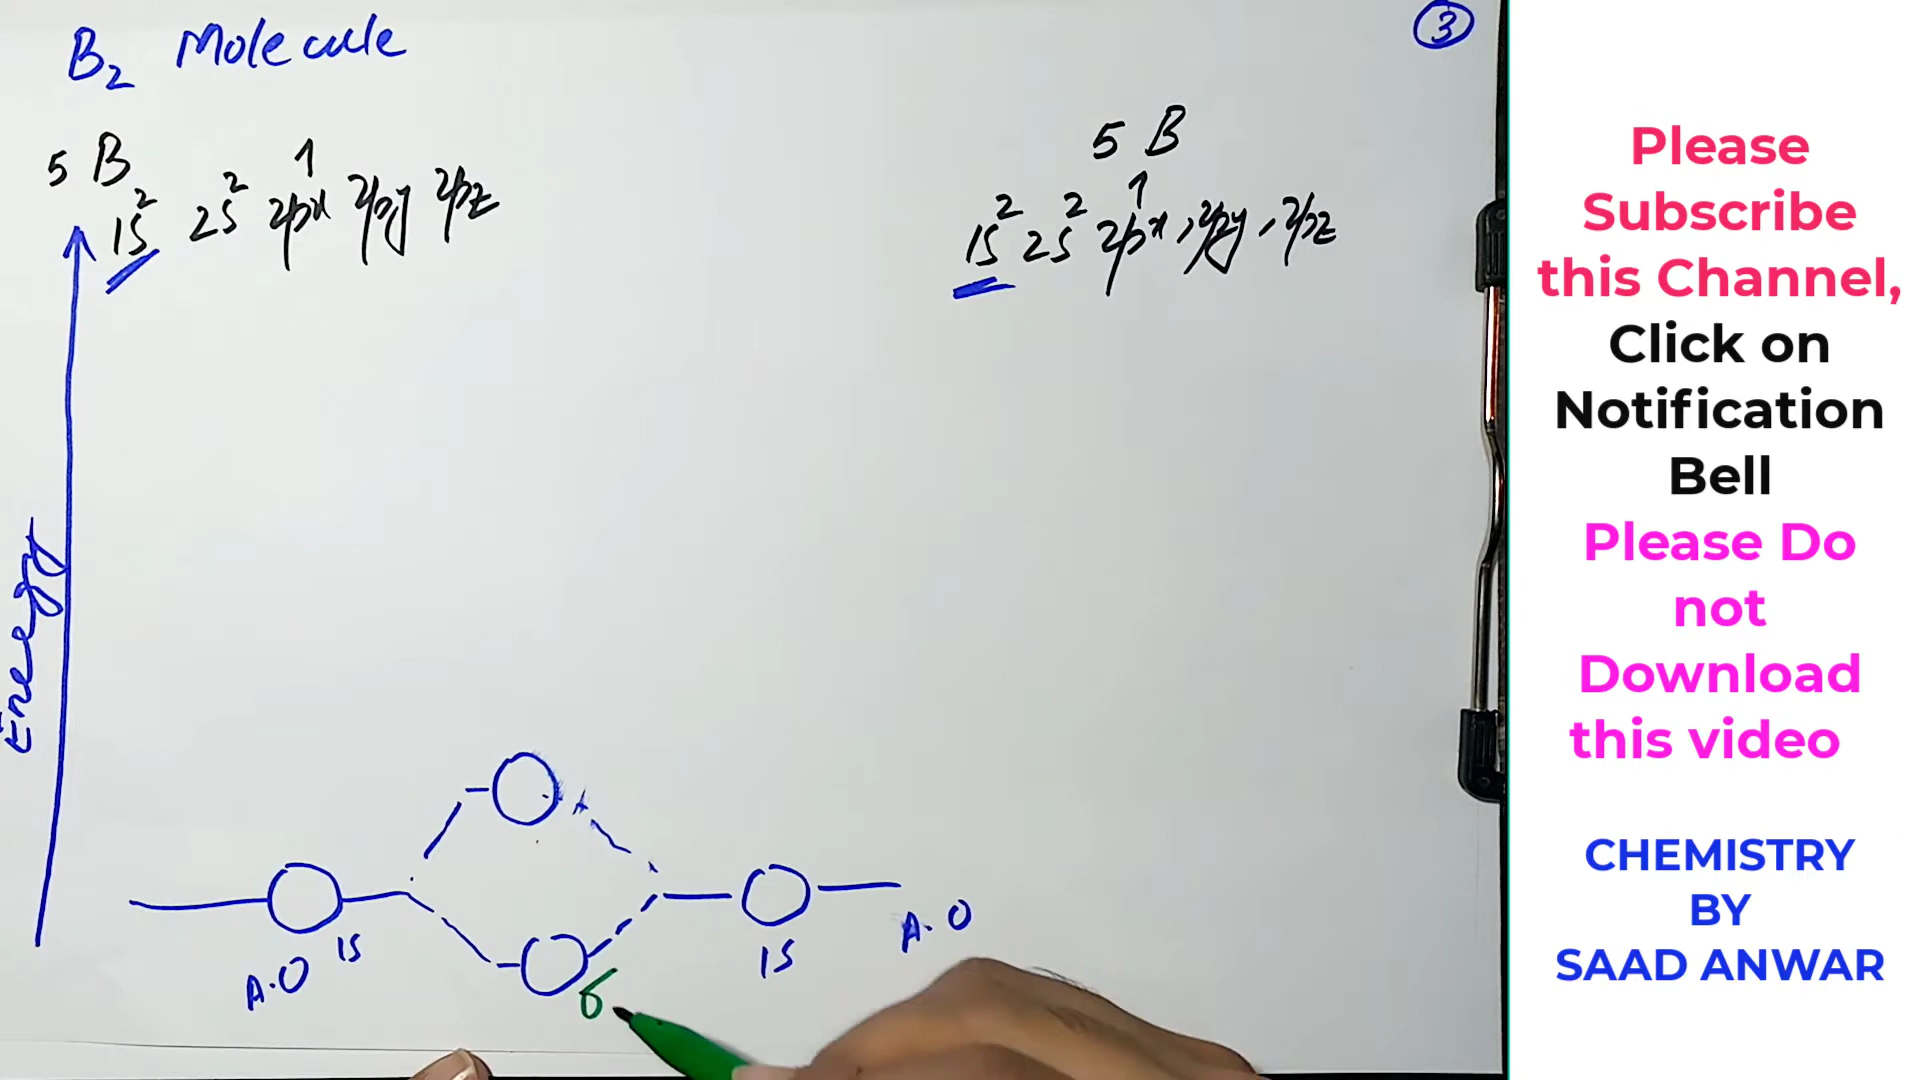 B2 Molecule
3
5 B
1s² 2s² 2px¹ 2py 2pz
5 B
1s² 2s² 2px¹, 2py, 2pz
Energy
1s
A.O
1s
A.O
σ
Please
Subscribe
this Channel,
Click on
Notification
Bell
Please Do
not
Download
this video
CHEMISTRY
BY
SAAD ANWAR